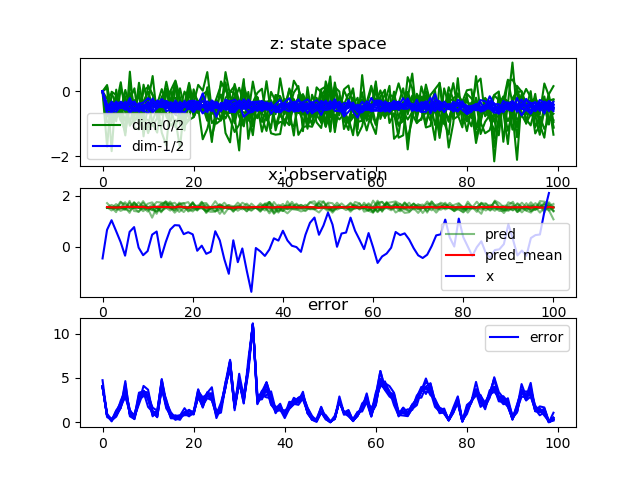 z: state space
0
−2
dim-0/2
dim-1/2
0 20 40 60 80 100
x: observation
2
0
pred
pred_mean
x
0 20 40 60 80 100
error
10
5
0
error
0 20 40 60 80 100